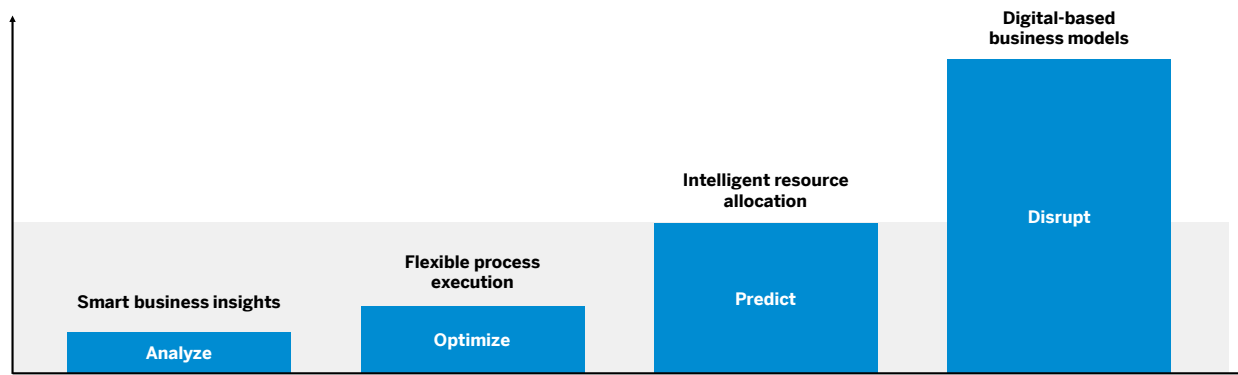 Digital-based
business models
Intelligent resource
allocation
Disrupt
Flexible process
execution
Smart business insights
Predict
Optimize
Analyze